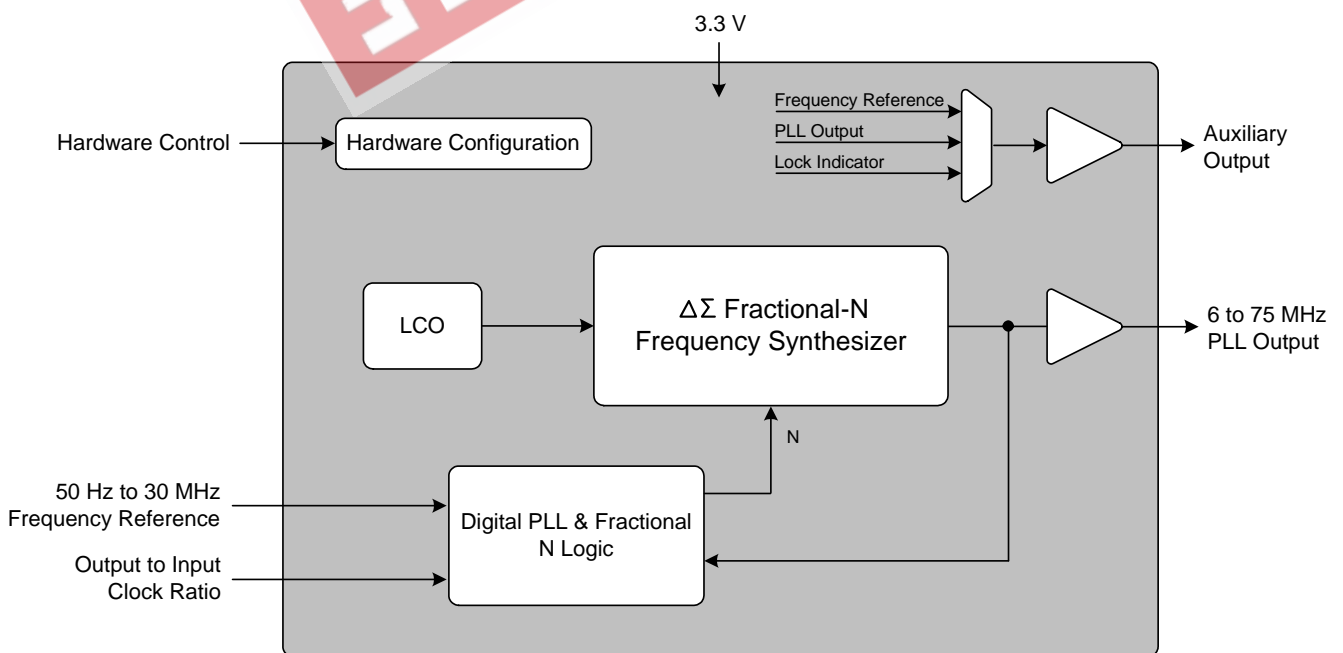 3.3 V
Frequency Reference
PLL Output
Lock Indicator
Auxiliary
Output
Hardware Control
Hardware Configuration
LCO
ΔΣ Fractional-N
Frequency Synthesizer
6 to 75 MHz
PLL Output
N
50 Hz to 30 MHz
Frequency Reference
Digital PLL & Fractional
N Logic
Output to Input
Clock Ratio